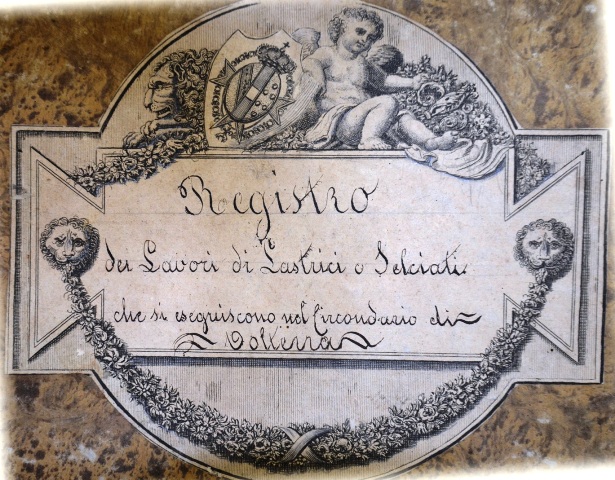 Registro
dei Lavori di Lastrici o Selciati
che si eseguiscono nel Circondario di
Volterra